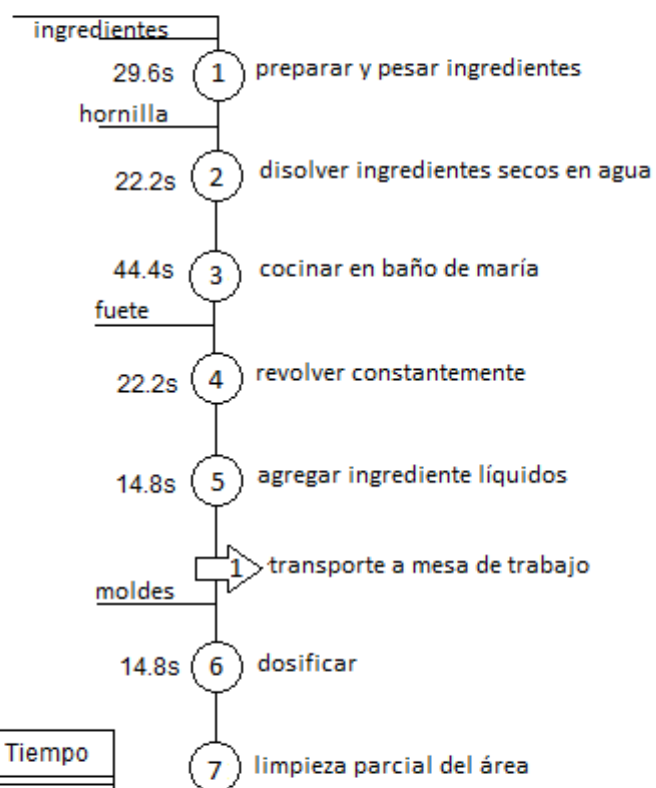 ingredientes
29.6s 1 preparar y pesar ingredientes
hornilla
22.2s 2 disolver ingredientes secos en agua
44.4s 3 cocinar en baño de maría
fuete
22.2s 4 revolver constantemente
14.8s 5 agregar ingrediente líquidos
1 transporte a mesa de trabajo
moldes
14.8s 6 dosificar
Tiempo
7 limpieza parcial del área